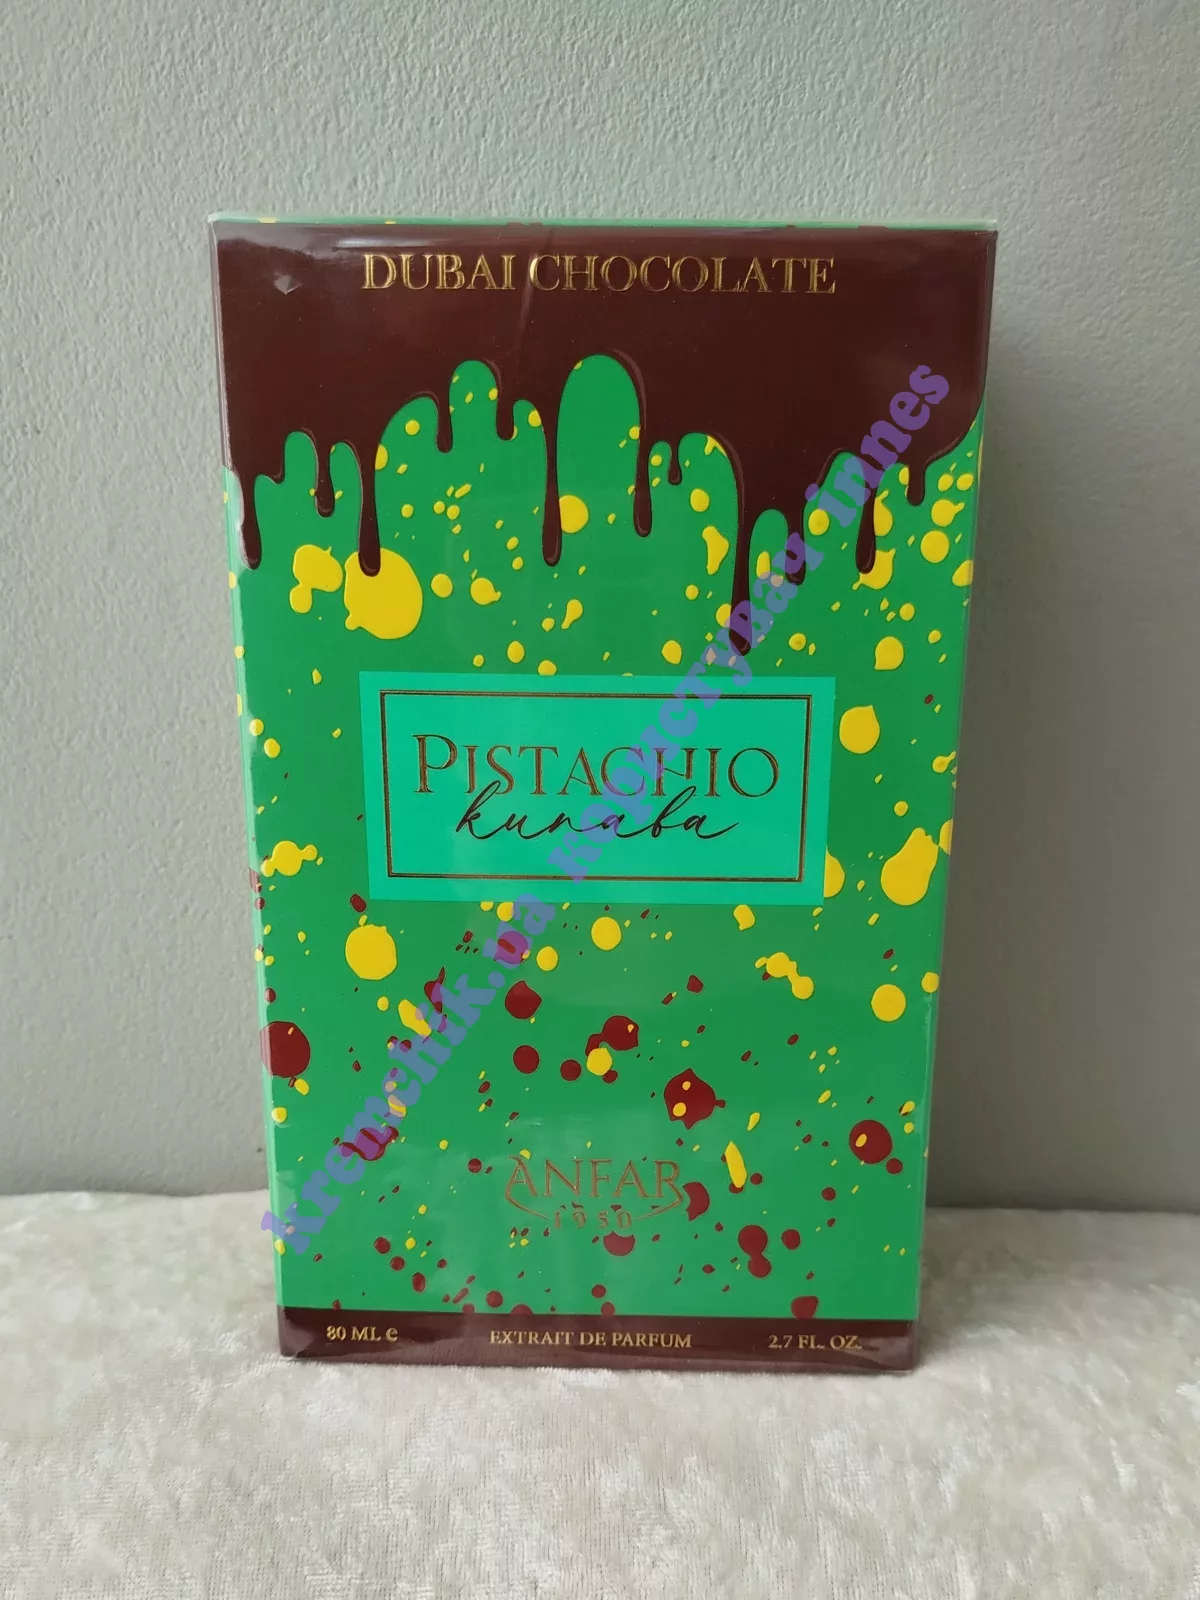 DUBAI CHOCOLATE
PISTACHIO
kunafa
ANFAR
1950
80 ML e
EXTRAIT DE PARFUM
2.7 FL. OZ.
kremchik.ua користувач innes